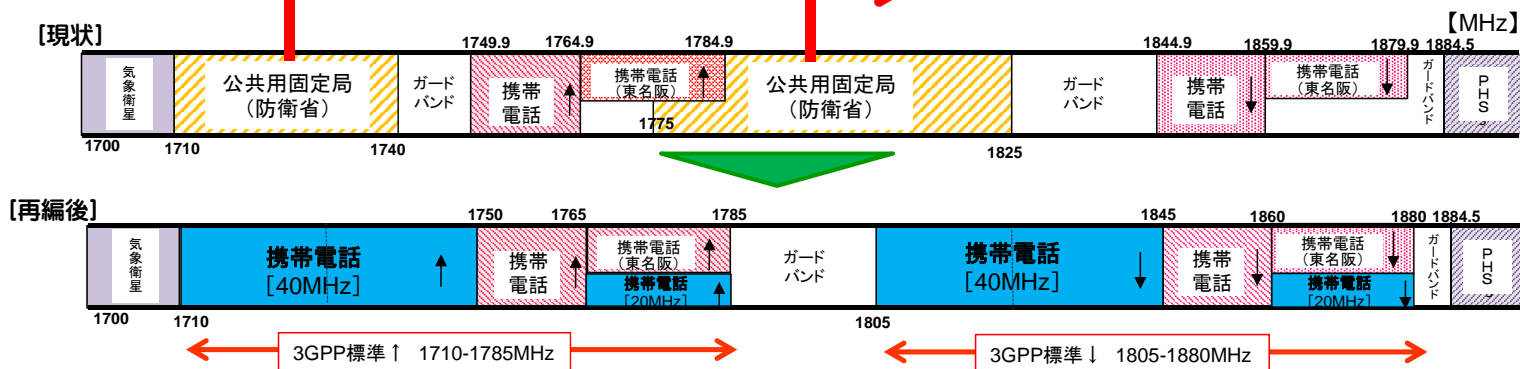 【MHz】
[現状]
1749.9 1764.9 1784.9 1844.9 1859.9 1879.9 1884.5
気象衛星
公共用固定局
(防衛省)
ガード
バンド
携帯
電話
携帯電話
(東名阪)
公共用固定局
(防衛省)
ガード
バンド
携帯
電話
携帯電話
(東名阪)
ガードバンド
PHS
1775
1700 1710 1740 1825
[再編後]
1750 1765 1785 1845 1860 1880 1884.5
気象衛星
携帯電話
[40MHz]
携帯
電話
携帯電話
(東名阪)
携帯電話
[20MHz]
ガード
バンド
携帯電話
[40MHz]
携帯
電話
携帯電話
(東名阪)
携帯電話
[20MHz]
ガードバンド
PHS
1700 1710 1805
3GPP標準↑ 1710-1785MHz
3GPP標準↓ 1805-1880MHz